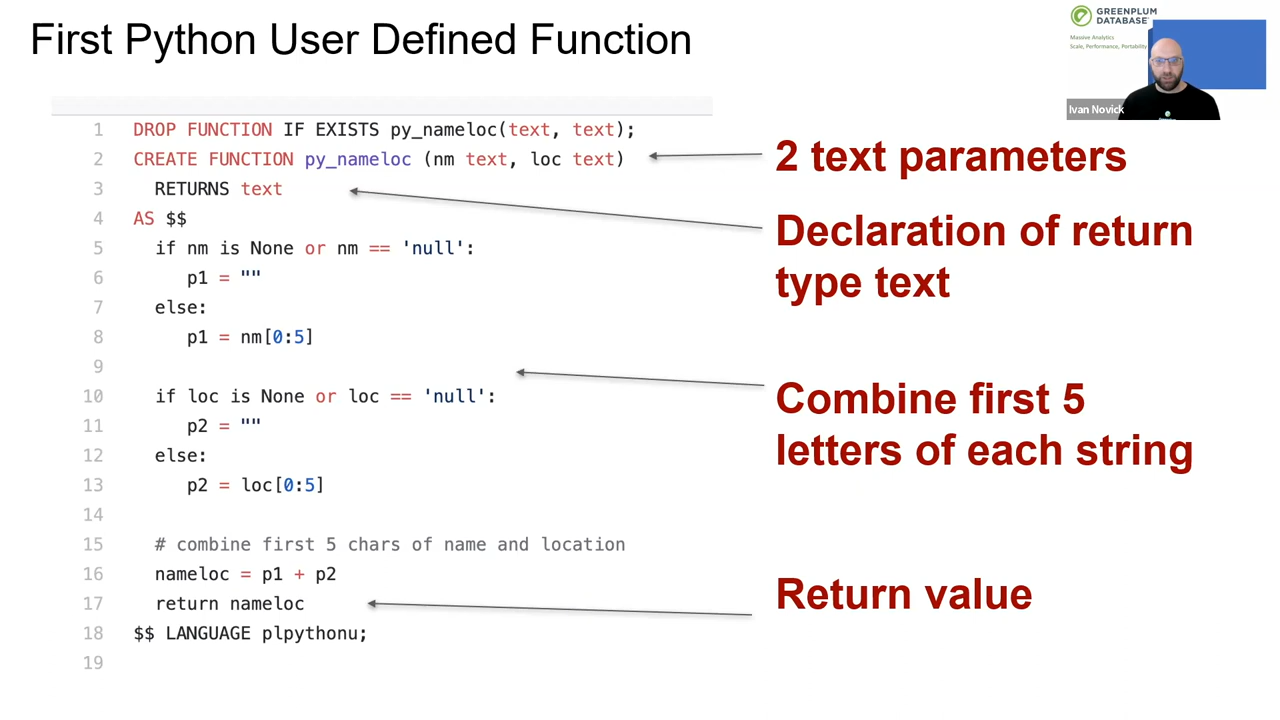 First Python User Defined Function
GREENPLUM
DATABASE
Massive Analytics
Scale, Performance, Portability
Ivan Novick
1 DROP FUNCTION IF EXISTS py_nameloc(text, text);
2 CREATE FUNCTION py_nameloc (nm text, loc text)
3 RETURNS text
4 AS $$
5 if nm is None or nm == 'null':
6 p1 = ""
7 else:
8 p1 = nm[0:5]
9
10 if loc is None or loc == 'null':
11 p2 = ""
12 else:
13 p2 = loc[0:5]
14
15 # combine first 5 chars of name and location
16 nameloc = p1 + p2
17 return nameloc
18 $$ LANGUAGE plpythonu;
19
2 text parameters
Declaration of return
type text
Combine first 5
letters of each string
Return value